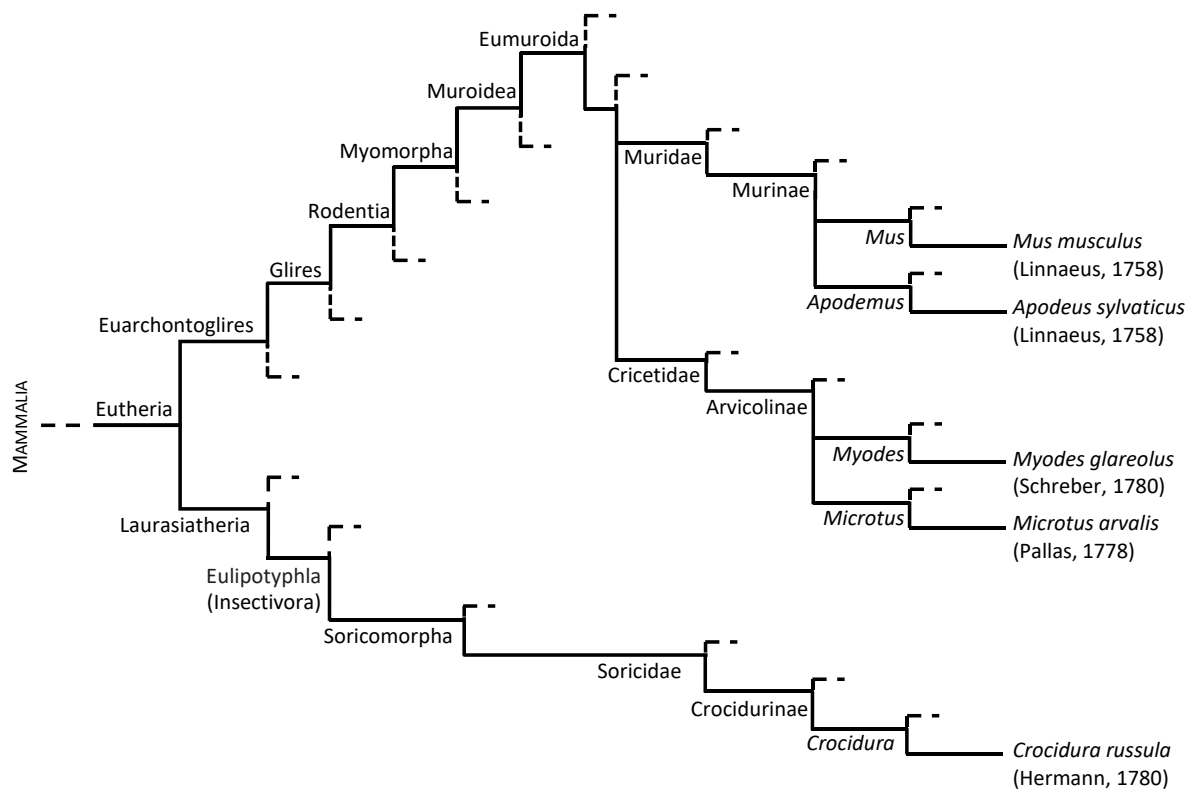 Eumuroida
Muroidea
Myomorpha
Muridae
Murinae
Rodentia
Mus
Mus musculus
(Linnaeus, 1758)
Glires
Apodemus
Apodeus sylvaticus
(Linnaeus, 1758)
Euarchontoglires
Cricetidae
Arvicolinae
MAMMALIA
Eutheria
Myodes
Myodes glareolus
(Schreber, 1780)
Microtus
Microtus arvalis
(Pallas, 1778)
Laurasiatheria
Eulipotyphla
(Insectivora)
Soricomorpha
Soricidae
Crocidurinae
Crocidura
Crocidura russula
(Hermann, 1780)